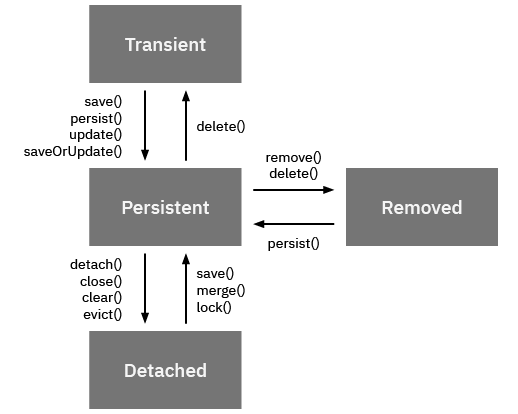 Transient
save()
persist()
update()
saveOrUpdate()
delete()
remove()
delete()
Persistent
Removed
persist()
detach()
close()
clear()
evict()
save()
merge()
lock()
Detached